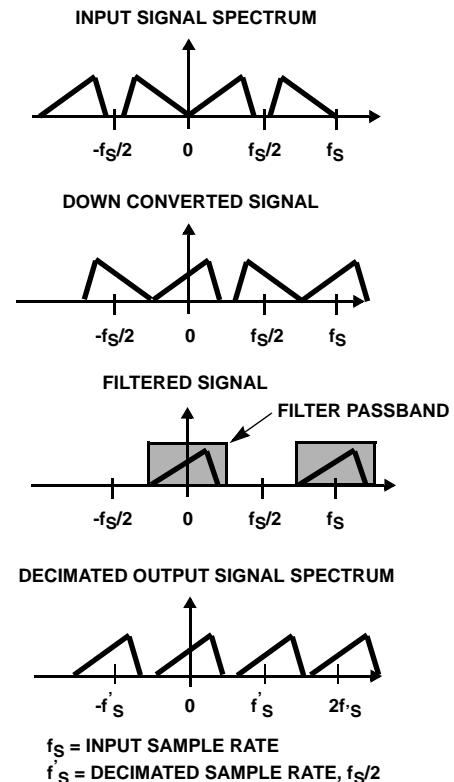 INPUT SIGNAL SPECTRUM
-fS/2 0 fS/2 fS
DOWN CONVERTED SIGNAL
-fS/2 0 fS/2 fS
FILTERED SIGNAL
FILTER PASSBAND
-fS/2 0 fS/2 fS
DECIMATED OUTPUT SIGNAL SPECTRUM
-f'S 0 f'S 2f'S
fS = INPUT SAMPLE RATE
f'S = DECIMATED SAMPLE RATE, fS/2